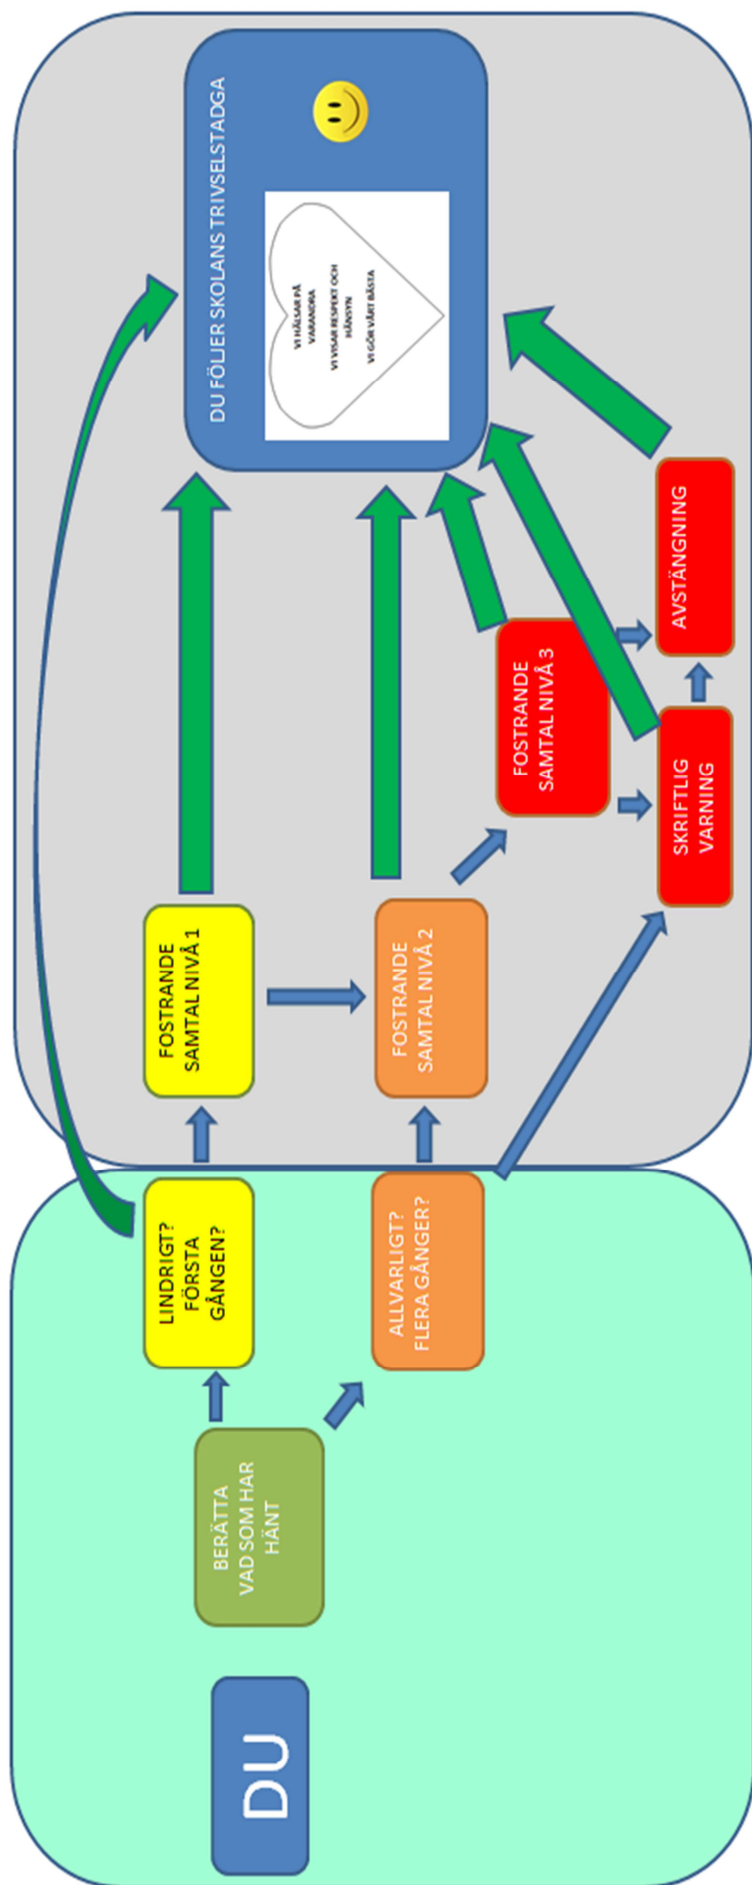 DU
BERÄTTA
VAD SOM HAR
HÄNT
LINDRIGT?
FÖRSTA
GÅNGEN?
ALLVARLIGT?
FLERA GÅNGER?
FOSTRANDE
SAMTAL NIVÅ 1
FOSTRANDE
SAMTAL NIVÅ 2
FOSTRANDE
SAMTAL NIVÅ 3
SKRIFTLIG
VARNING
AVSTÄNGNING
DU FÖLJER SKOLANS TRIVSELSTADGA
VI HÄLSAR PÅ
VARANDRA
VI VISAR RESPEKT OCH
HÄNSYN
VI GÖR VÅRT BÄSTA